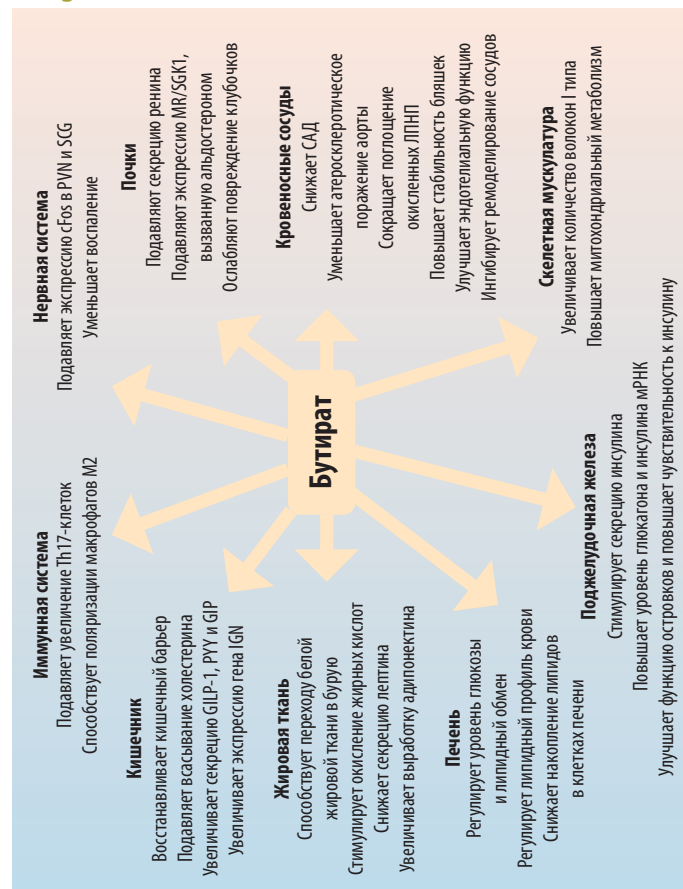 Иммунная система
Подавляет увеличение Th17-клеток
Способствует поляризации макрофагов М2
Нервная система
Подавляет экспрессию cFos в PVN и SCG
Уменьшает воспаление
Кишечник
Восстанавливает кишечный барьер
Подавляет всасывание холестерина
Увеличивает секрецию GILP-1, PYY и GIP
Увеличивает экспрессию гена IGN
Почки
Подавляют секрецию ренина
Подавляют экспрессию MR/SGK1,
вызванную альдостероном
Ослабляют повреждение клубочков
Жировая ткань
Способствует переходу белой
жировой ткани в бурую
Стимулирует окисление жирных кислот
Снижает секрецию лептина
Увеличивает выработку адипонектина
Бутират
Кровеносные сосуды
Снижает САД
Уменьшает атеросклеротическое
поражение аорты
Сокращает поглощение
окисленных ЛПНП
Повышает стабильность бляшек
Улучшает эндотелиальную функцию
Ингибирует ремоделирование сосудов
Печень
Регулирует уровень глюкозы
и липидный обмен
Регулирует липидный профиль крови
Снижает накопление липидов
в клетках печени
Скелетная мускулатура
Увеличивает количество волокон I типа
Повышает митохондриальный метаболизм
Поджелудочная железа
Стимулирует секрецию инсулина
Повышает уровень глюкагона и инсулина мРНК
Улучшает функцию островков и повышает чувствительность к инсулину